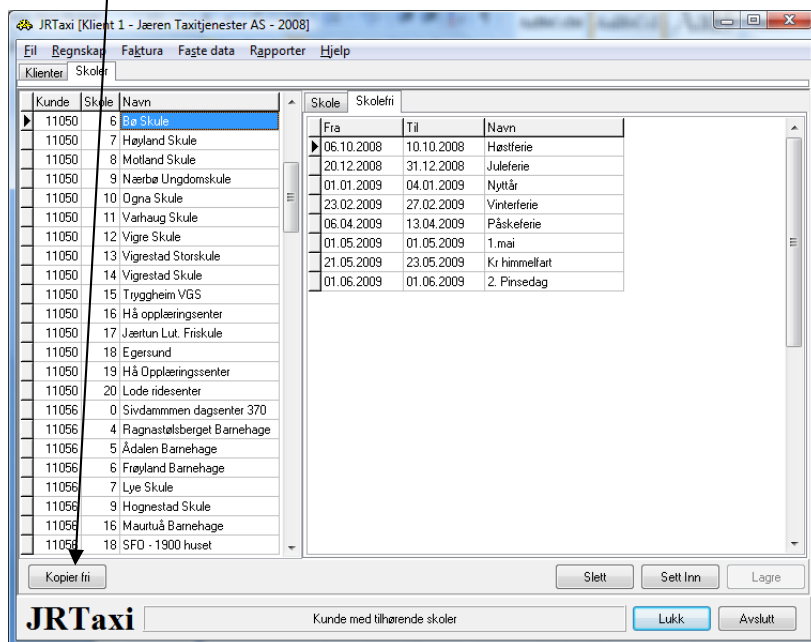 JRTaxi [Klient 1 - Jæren Taxitjenester AS - 2008]
Fil Regnskap Faktura Faste data Rapporter Hjelp
Klienter Skoler
Kunde Skole Navn
11050 6 Bø Skule
11050 7 Høyland Skule
11050 8 Motland Skule
11050 9 Nærbø Ungdomskule
11050 10 Ogna Skule
11050 11 Varhaug Skule
11050 12 Vigre Skule
11050 13 Vigrestad Storskule
11050 14 Vigrestad Skule
11050 15 Tryggheim VGS
11050 16 Hå opplæringsenter
11050 17 Jærtun Lut. Friskule
11050 18 Egersund
11050 19 Hå Opplæringssenter
11050 20 Lode ridesenter
11056 0 Sivdammmen dagsenter 370
11056 4 Ragnastølsberget Barnehage
11056 5 Ådalen Barnehage
11056 6 Frøyland Barnehage
11056 7 Lye Skule
11056 9 Hognestad Skule
11056 16 Maurtuå Barnehage
11056 18 SFO - 1900 huset
Skole Skolefri
Fra Til Navn
06.10.2008 10.10.2008 Høstferie
20.12.2008 31.12.2008 Juleferie
01.01.2009 04.01.2009 Nyttår
23.02.2009 27.02.2009 Vinterferie
06.04.2009 13.04.2009 Påskeferie
01.05.2009 01.05.2009 1.mai
21.05.2009 23.05.2009 Kr himmelfart
01.06.2009 01.06.2009 2. Pinsedag
Kopier fri Slett Sett Inn Lagre
JRTaxi Kunde med tilhørende skoler Lukk Avslutt